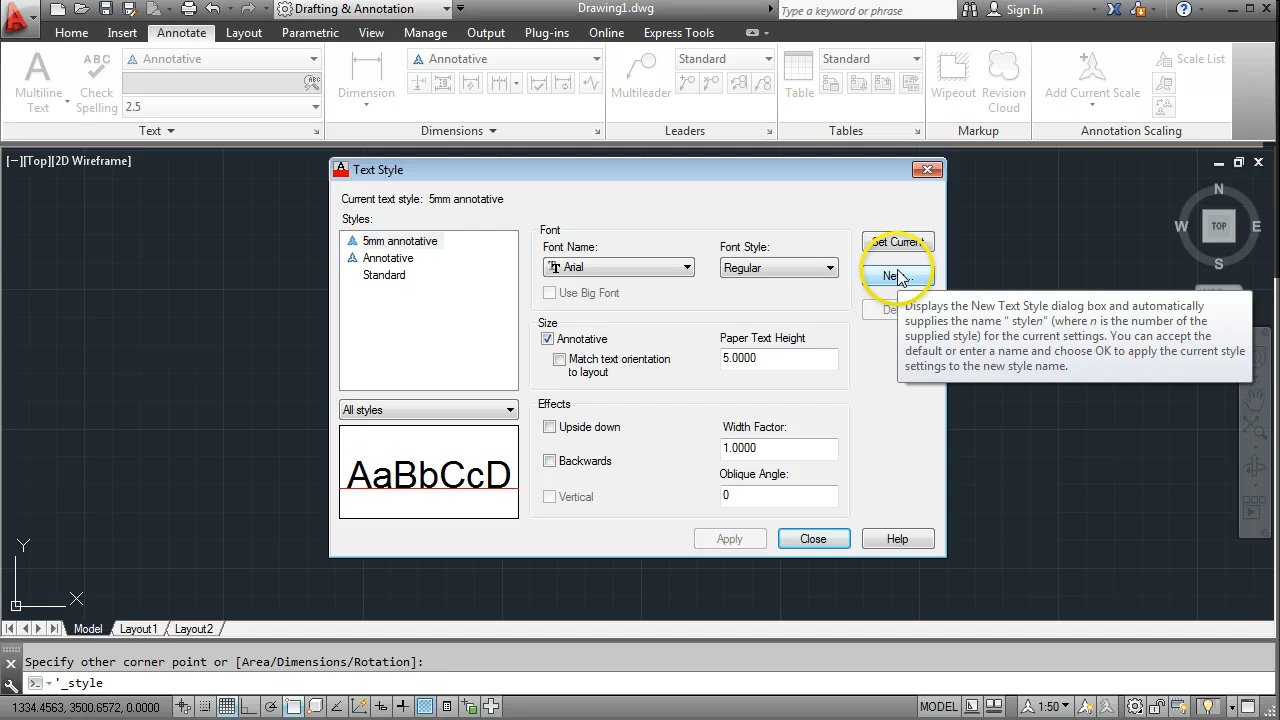 Drafting & Annotation
Drawing1.dwg
Type a keyword or phrase
Sign In
Home Insert Annotate Layout Parametric View Manage Output Plug-ins Online Express Tools
Annotative Annotative Standard Standard Scale List
Multiline Text
Check Spelling
2.5
Dimension
Multileader
Table
Wipeout
Revision Cloud
Add Current Scale
Text Dimensions Leaders Tables Markup Annotation Scaling
[−][Top][2D Wireframe]
N
W TOP E
S
Text Style
Current text style: 5mm annotative
Styles:
5mm annotative
Annotative
Standard
All styles
AaBbCcD
Font
Font Name:
Arial
Font Style:
Regular
Use Big Font
Size
Annotative
Match text orientation
to layout
Paper Text Height
5.0000
Effects
Upside down
Backwards
Vertical
Width Factor:
1.0000
Oblique Angle:
0
Set Current
Displays the New Text Style dialog box and automatically
supplies the name " stylen" (where n is the number of the
supplied style) for the current settings. You can accept the
default or enter a name and choose OK to apply the current style
settings to the new style name.
Apply Close Help
Y
X
Model Layout1 Layout2
Specify other corner point or [Area/Dimensions/Rotation]:
'_style
1334.4563, 3500.6572, 0.0000
MODEL
1:50